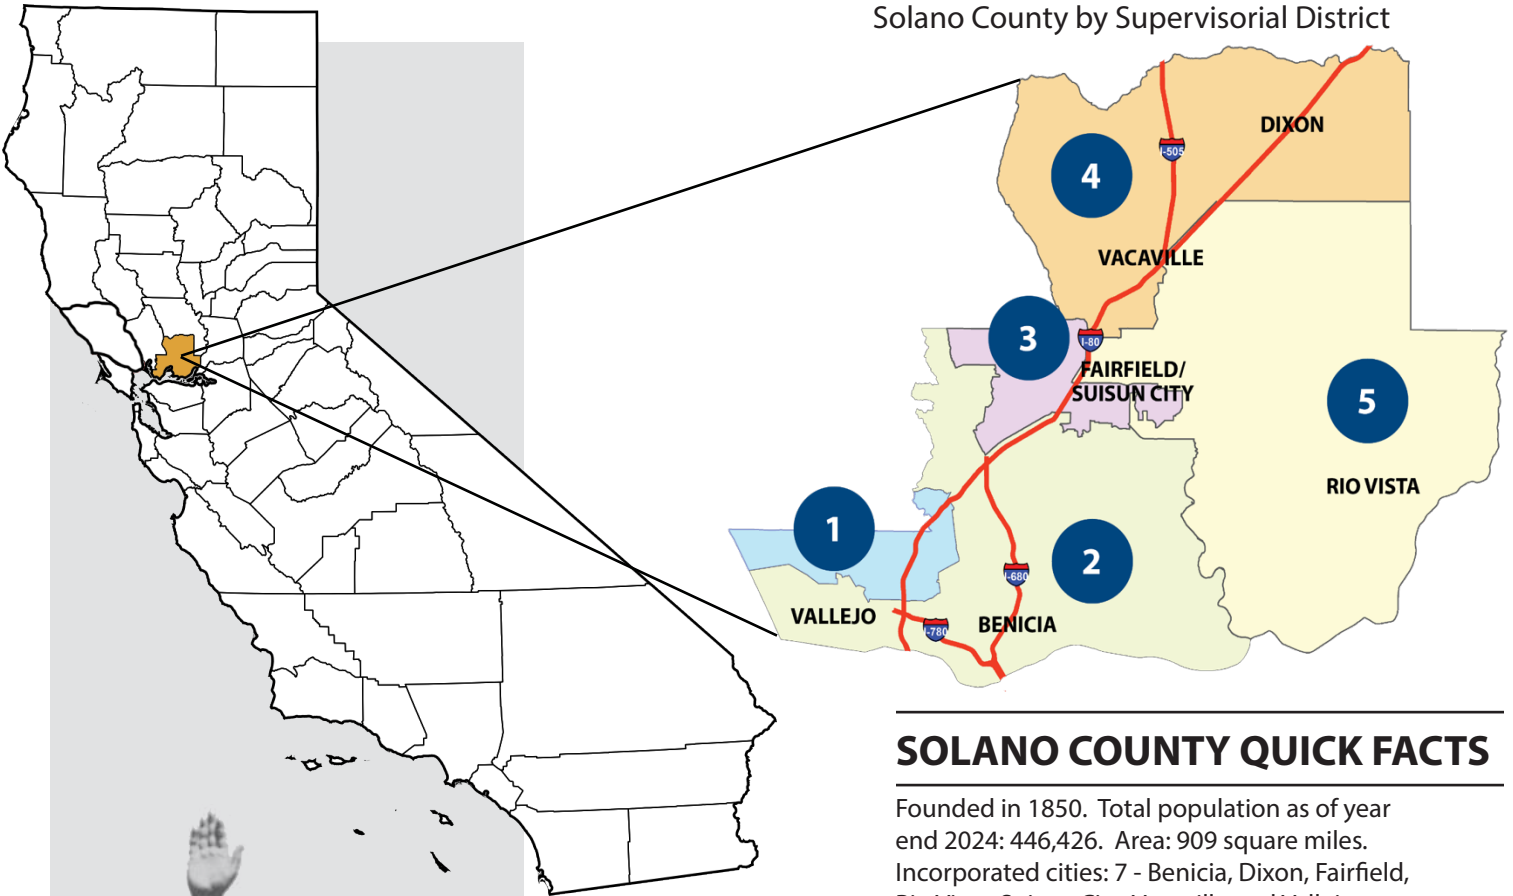 Solano County by Supervisorial District
DIXON
I-505
4
VACAVILLE
3
I-80
FAIRFIELD/
SUISUN CITY
5
RIO VISTA
1
2
I-680
VALLEJO
I-780
BENICIA
SOLANO COUNTY QUICK FACTS
Founded in 1850. Total population as of year
end 2024: 446,426. Area: 909 square miles.
Incorporated cities: 7 - Benicia, Dixon, Fairfield,